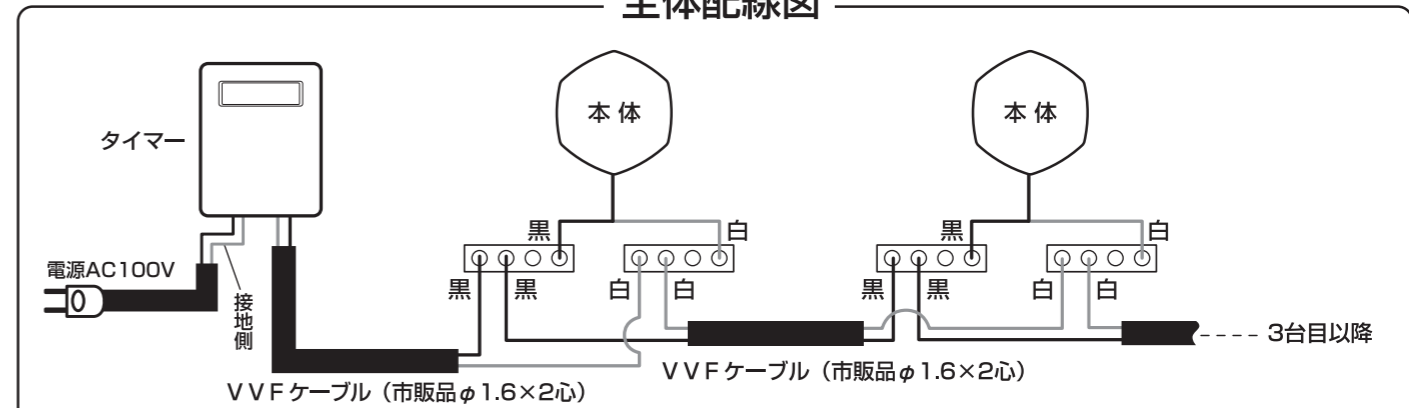 主体配線図
タイマー
本 体
本 体
黒
白
黒
白
電源AC100V
接地側
黒
黒
白
白
黒
黒
白
白
3台目以降
VVFケーブル（市販品φ1.6×2心）
VVFケーブル（市販品φ1.6×2心）